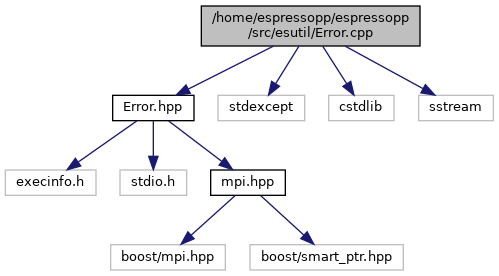 /home/espressopp/espressopp
/src/esutil/Error.cpp
Error.hpp
stdexcept
cstdlib
sstream
execinfo.h
stdio.h
mpi.hpp
boost/mpi.hpp
boost/smart_ptr.hpp